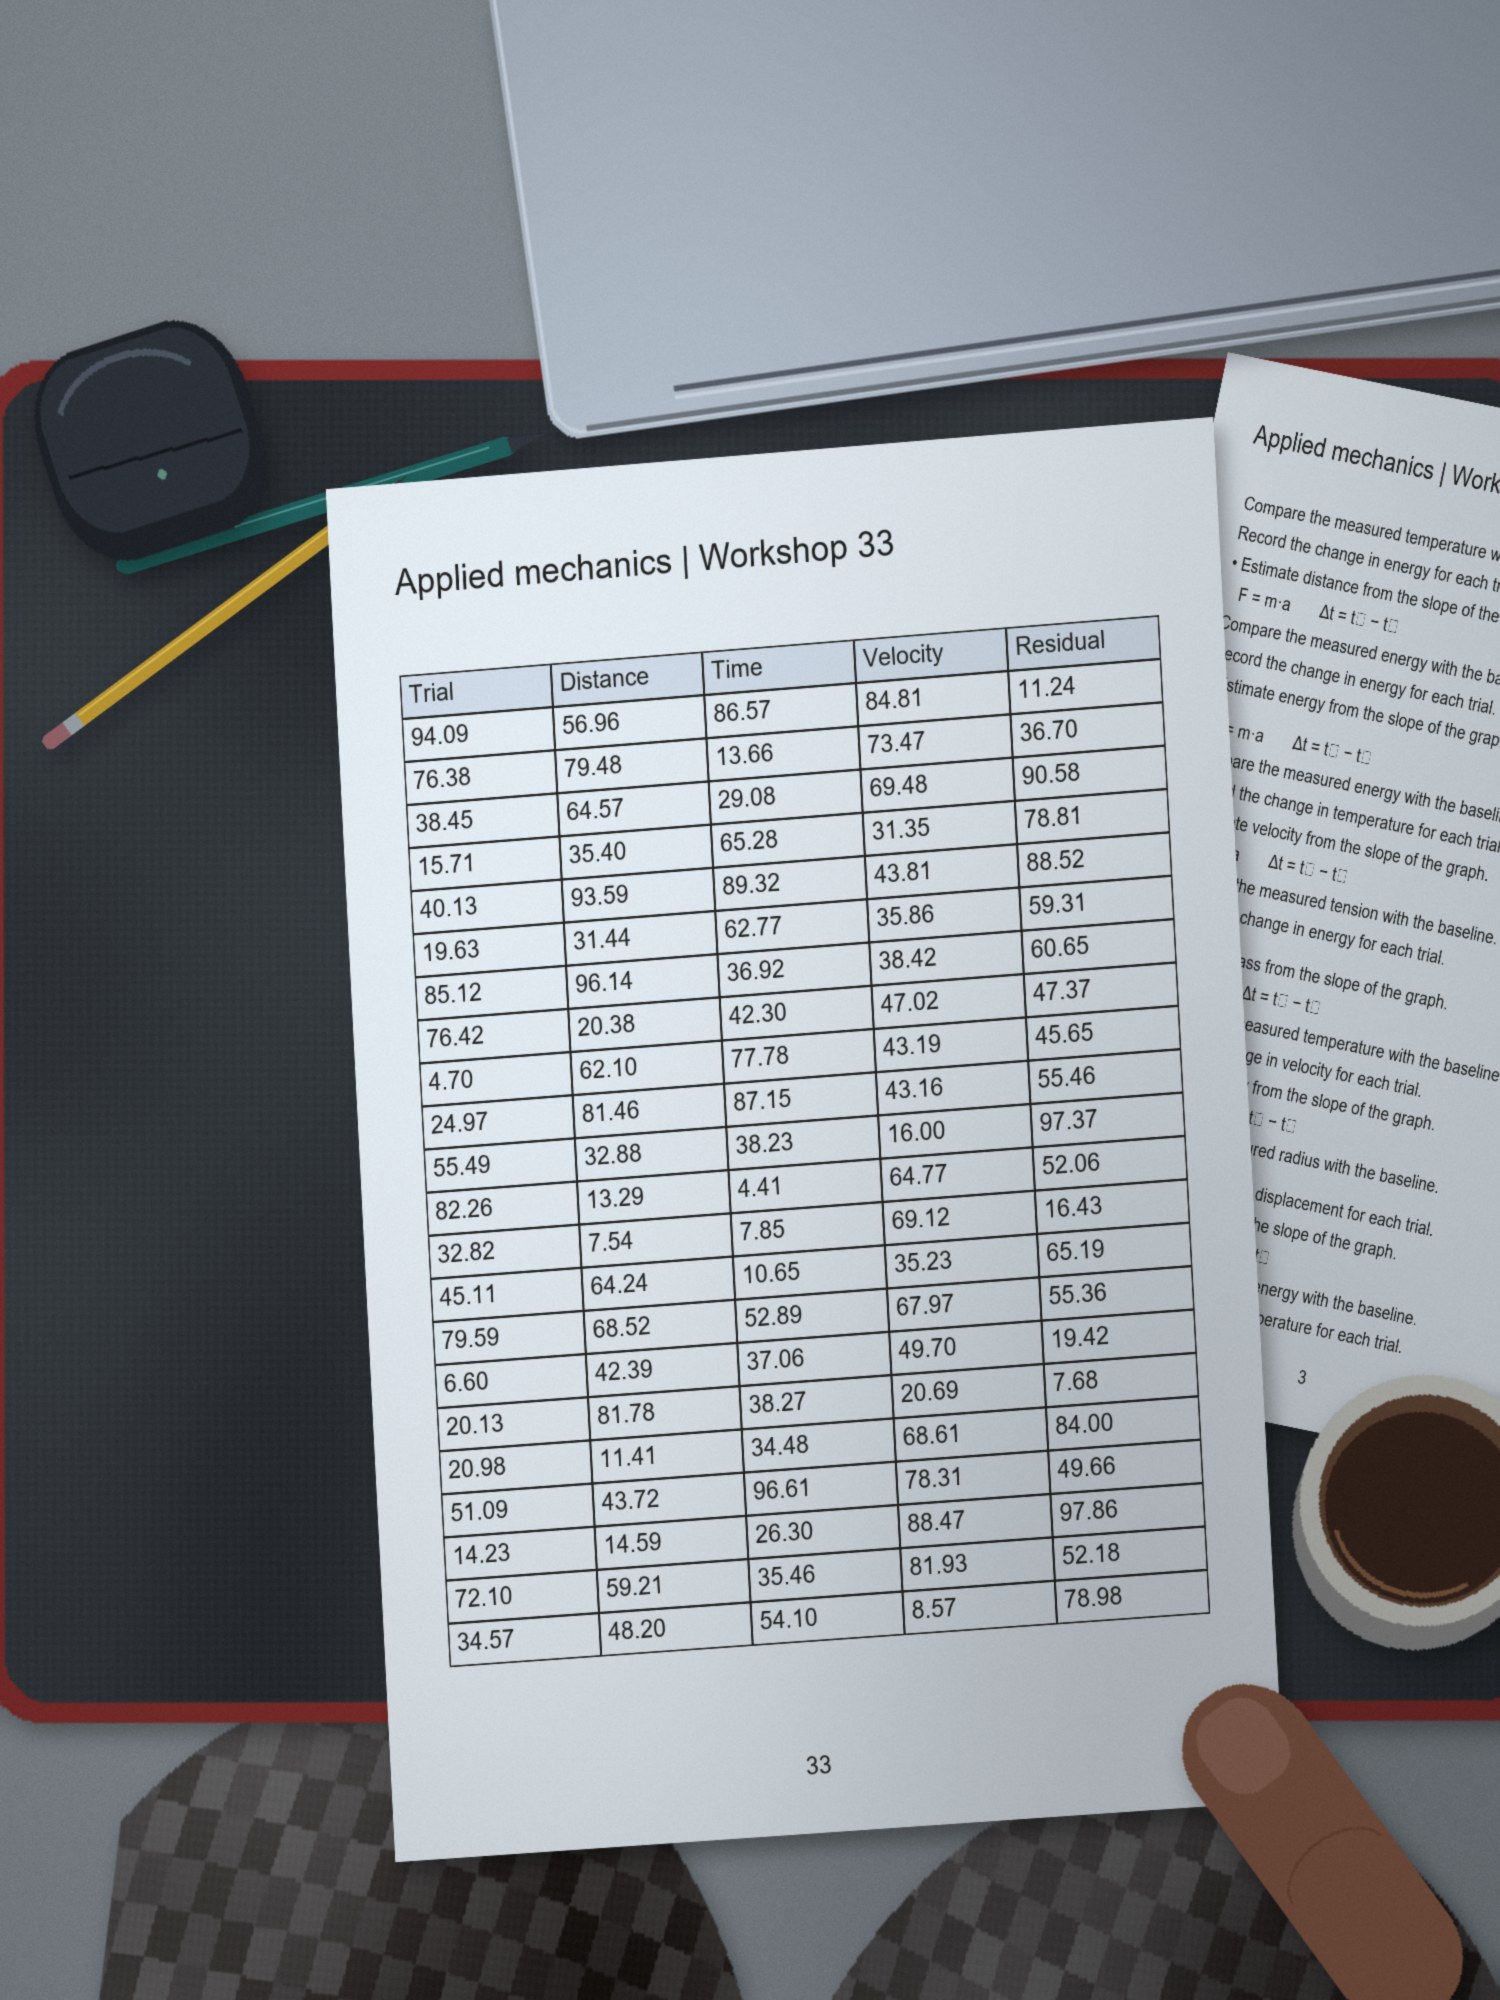 Applied mechanics | Workshop 33
Trial Distance Time Velocity Residual
94.09 56.96 86.57 84.81 11.24
76.38 79.48 13.66 73.47 36.70
38.45 64.57 29.08 69.48 90.58
15.71 35.40 65.28 31.35 78.81
40.13 93.59 89.32 43.81 88.52
19.63 31.44 62.77 35.86 59.31
85.12 96.14 36.92 38.42 60.65
76.42 20.38 42.30 47.02 47.37
4.70 62.10 77.78 43.19 45.65
24.97 81.46 87.15 43.16 55.46
55.49 32.88 38.23 16.00 97.37
82.26 13.29 4.41 64.77 52.06
32.82 7.54 7.85 69.12 16.43
45.11 64.24 10.65 35.23 65.19
79.59 68.52 52.89 67.97 55.36
6.60 42.39 37.06 49.70 19.42
20.13 81.78 38.27 20.69 7.68
20.98 11.41 34.48 68.61 84.00
51.09 43.72 96.61 78.31 49.66
14.23 14.59 26.30 88.47 97.86
72.10 59.21 35.46 81.93 52.18
34.57 48.20 54.10 8.57 78.98
33
Applied mechanics |
Compare the measured temperature
Record the change in energy for each
• Estimate distance from the slope of the
F = m·a Δt = t▯ − t▯
Compare the measured energy with the
the change in energy for each trial.
energy from the slope of the
= m·a Δt = t▯ − t▯
the measured energy with the
the change in temperature for each
velocity from the slope of the graph.
Δt = t▯ − t▯
the measured tension with the baseline.
change in energy for each trial.
from the slope of the graph.
Δt = t▯ − t▯
temperature with the baseline
in velocity for each trial.
from the slope of the graph.
t▯ − t▯
radius with the baseline.
displacement for each trial.
slope of the graph.
t▯
with the baseline.
for each trial.
3